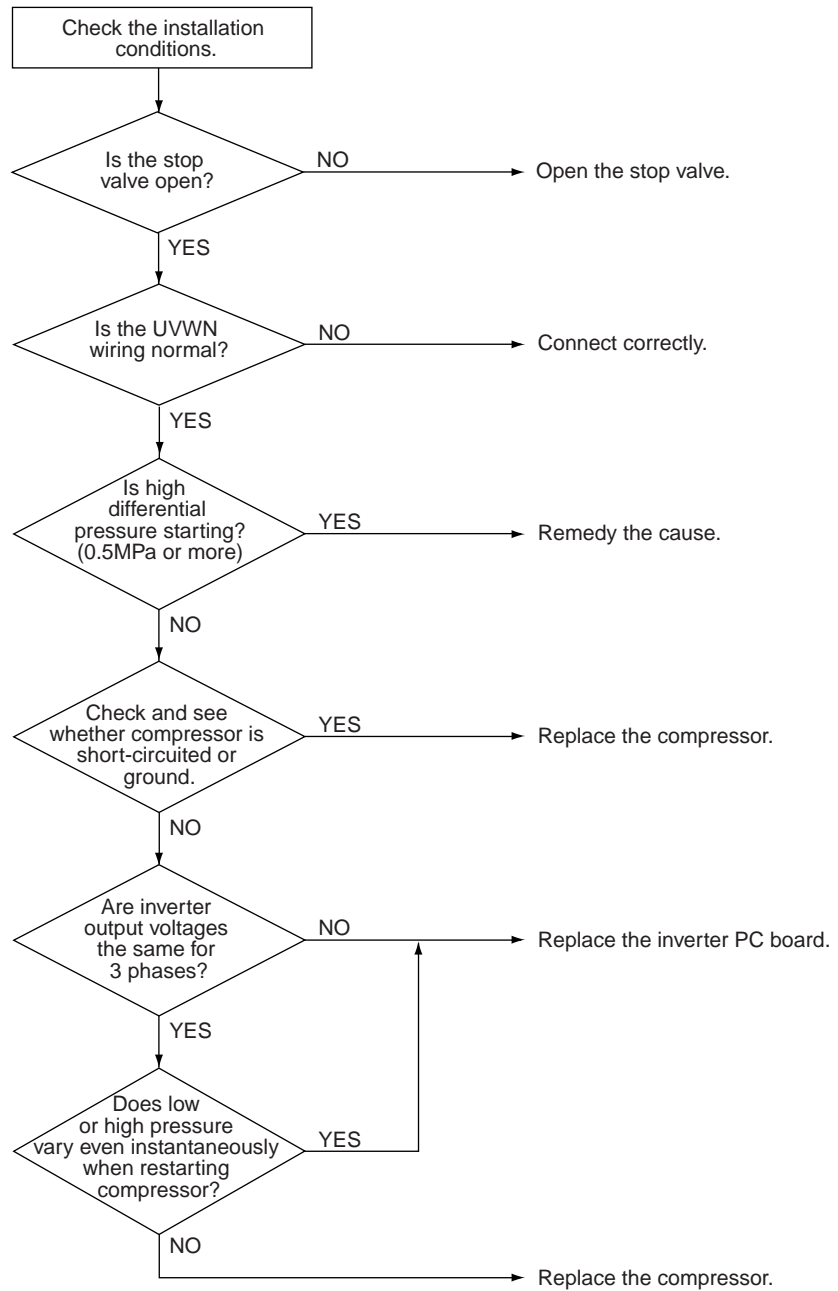 Check the installation
conditions.
Is the stop
valve open?
NO
Open the stop valve.
YES
Is the UVWN
wiring normal?
NO
Connect correctly.
YES
Is high
differential
pressure starting?
(0.5MPa or more)
YES
Remedy the cause.
NO
Check and see
whether compressor is
short-circuited or
ground.
YES
Replace the compressor.
NO
Are inverter
output voltages
the same for
3 phases?
NO
Replace the inverter PC board.
YES
Does low
or high pressure
vary even instantaneously
when restarting
compressor?
YES
NO
Replace the compressor.